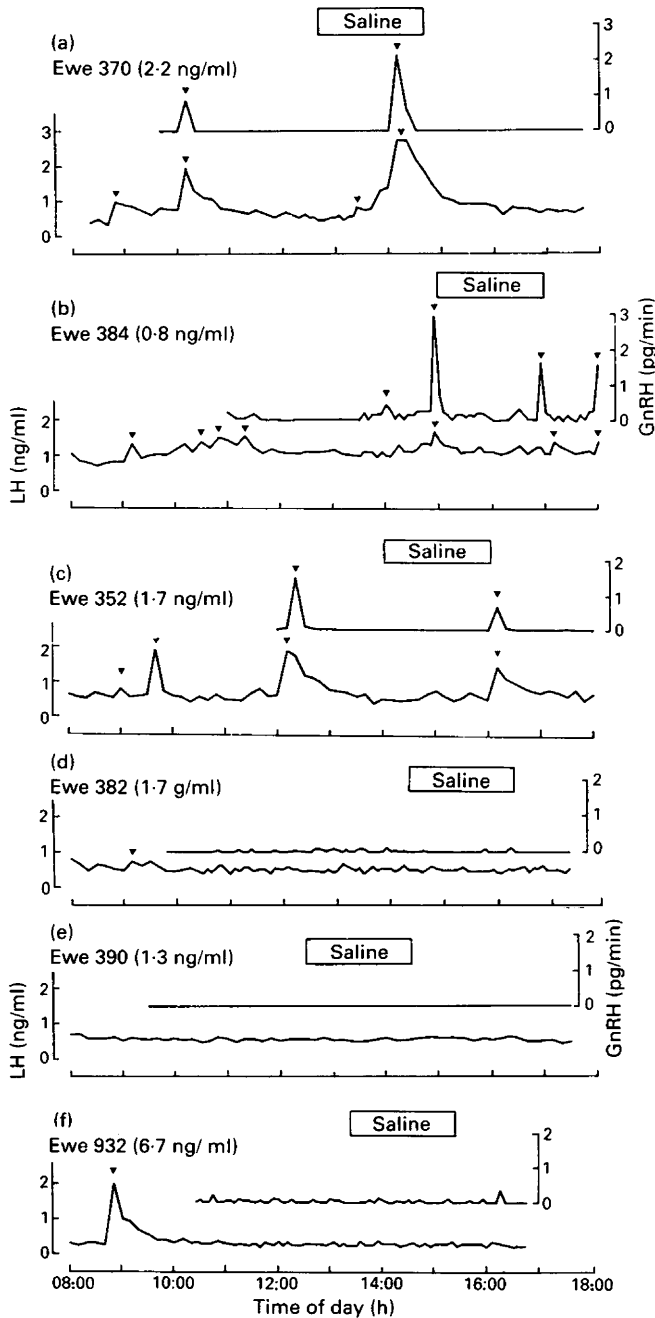 Saline
(a)
Ewe 370 (2·2 ng/ml)
3
2
1
0
3
2
1
0
Saline
(b)
Ewe 384 (0·8 ng/ml)
3
2
1
0
GnRH (pg/min)
2
1
0
LH (ng/ml)
Saline
(c)
Ewe 352 (1·7 ng/ml)
2
1
0
2
1
0
(d)
Saline
Ewe 382 (1·7 g/ml)
2
1
0
2
1
0
(e)
Saline
Ewe 390 (1·3 ng/ml)
2
1
0
GnRH (pg/min)
2
1
0
LH (ng/ml)
(f)
Saline
Ewe 932 (6·7 ng/ ml)
2
1
0
2
1
0
08:00 10:00 12:00 14:00 16:00 18:00
Time of day (h)